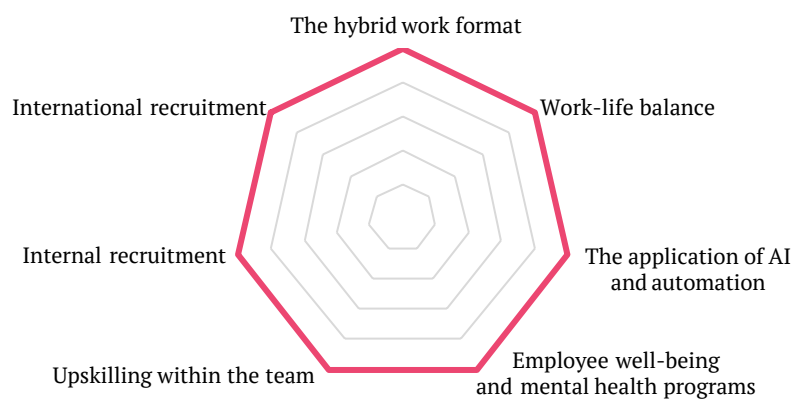 The hybrid work format
International recruitment
Work-life balance
Internal recruitment
The application of AI
and automation
Upskilling within the team
Employee well-being
and mental health programs